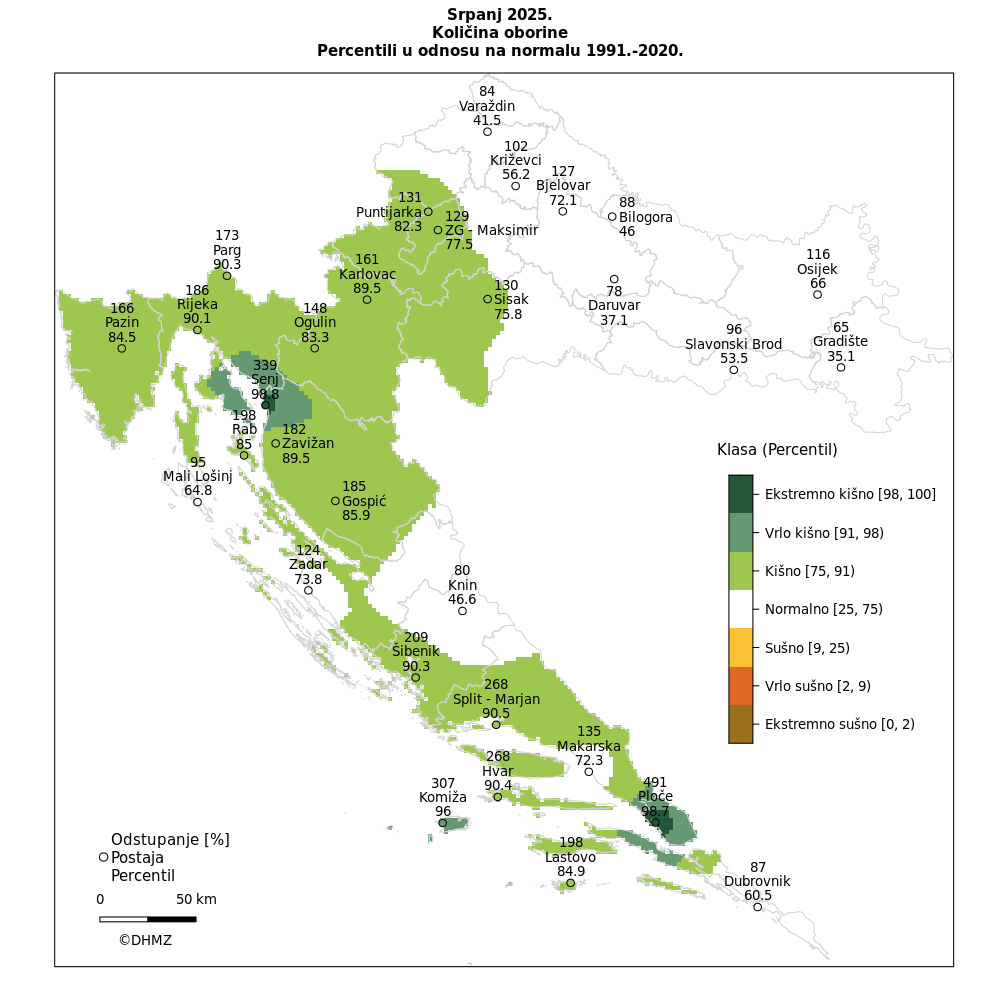 Srpanj 2025.
Količina oborine
Percentili u odnosu na normalu 1991.-2020.
84
Varaždin
41.5
102
Križevci
56.2
127
Bjelovar
72.1
88
Bilogora
46
131
Puntijarka
82.3
129
ZG - Maksimir
77.5
173
Parg
90.3
161
Karlovac
89.5
116
Osijek
66
186
Rijeka
90.1
130
Sisak
75.8
78
Daruvar
37.1
166
Pazin
84.5
148
Ogulin
83.3
96
Slavonski Brod
53.5
65
Gradište
35.1
339
Senj
98.8
198
Rab
85
182
Zavižan
89.5
95
Mali Lošinj
64.8
185
Gospić
85.9
124
Zadar
73.8
80
Knin
46.6
209
Šibenik
90.3
268
Split - Marjan
90.5
135
Makarska
72.3
268
Hvar
90.4
307
Komiža
96
491
Ploče
98.7
198
Lastovo
84.9
87
Dubrovnik
60.5
Klasa (Percentil)
Ekstremno kišno [98, 100]
Vrlo kišno [91, 98)
Kišno [75, 91)
Normalno [25, 75)
Sušno [9, 25)
Vrlo sušno [2, 9)
Ekstremno sušno [0, 2)
Odstupanje [%]
Postaja
Percentil
0 50 km
©DHMZ